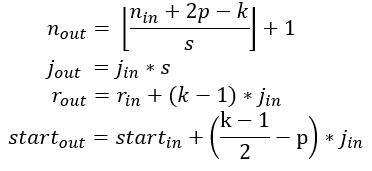 n_out = ⌊(n_in + 2p − k)/s⌋ + 1
j_out = j_in * s
r_out = r_in + (k − 1) * j_in
start_out = start_in + ((k − 1)/2 − p) * j_in